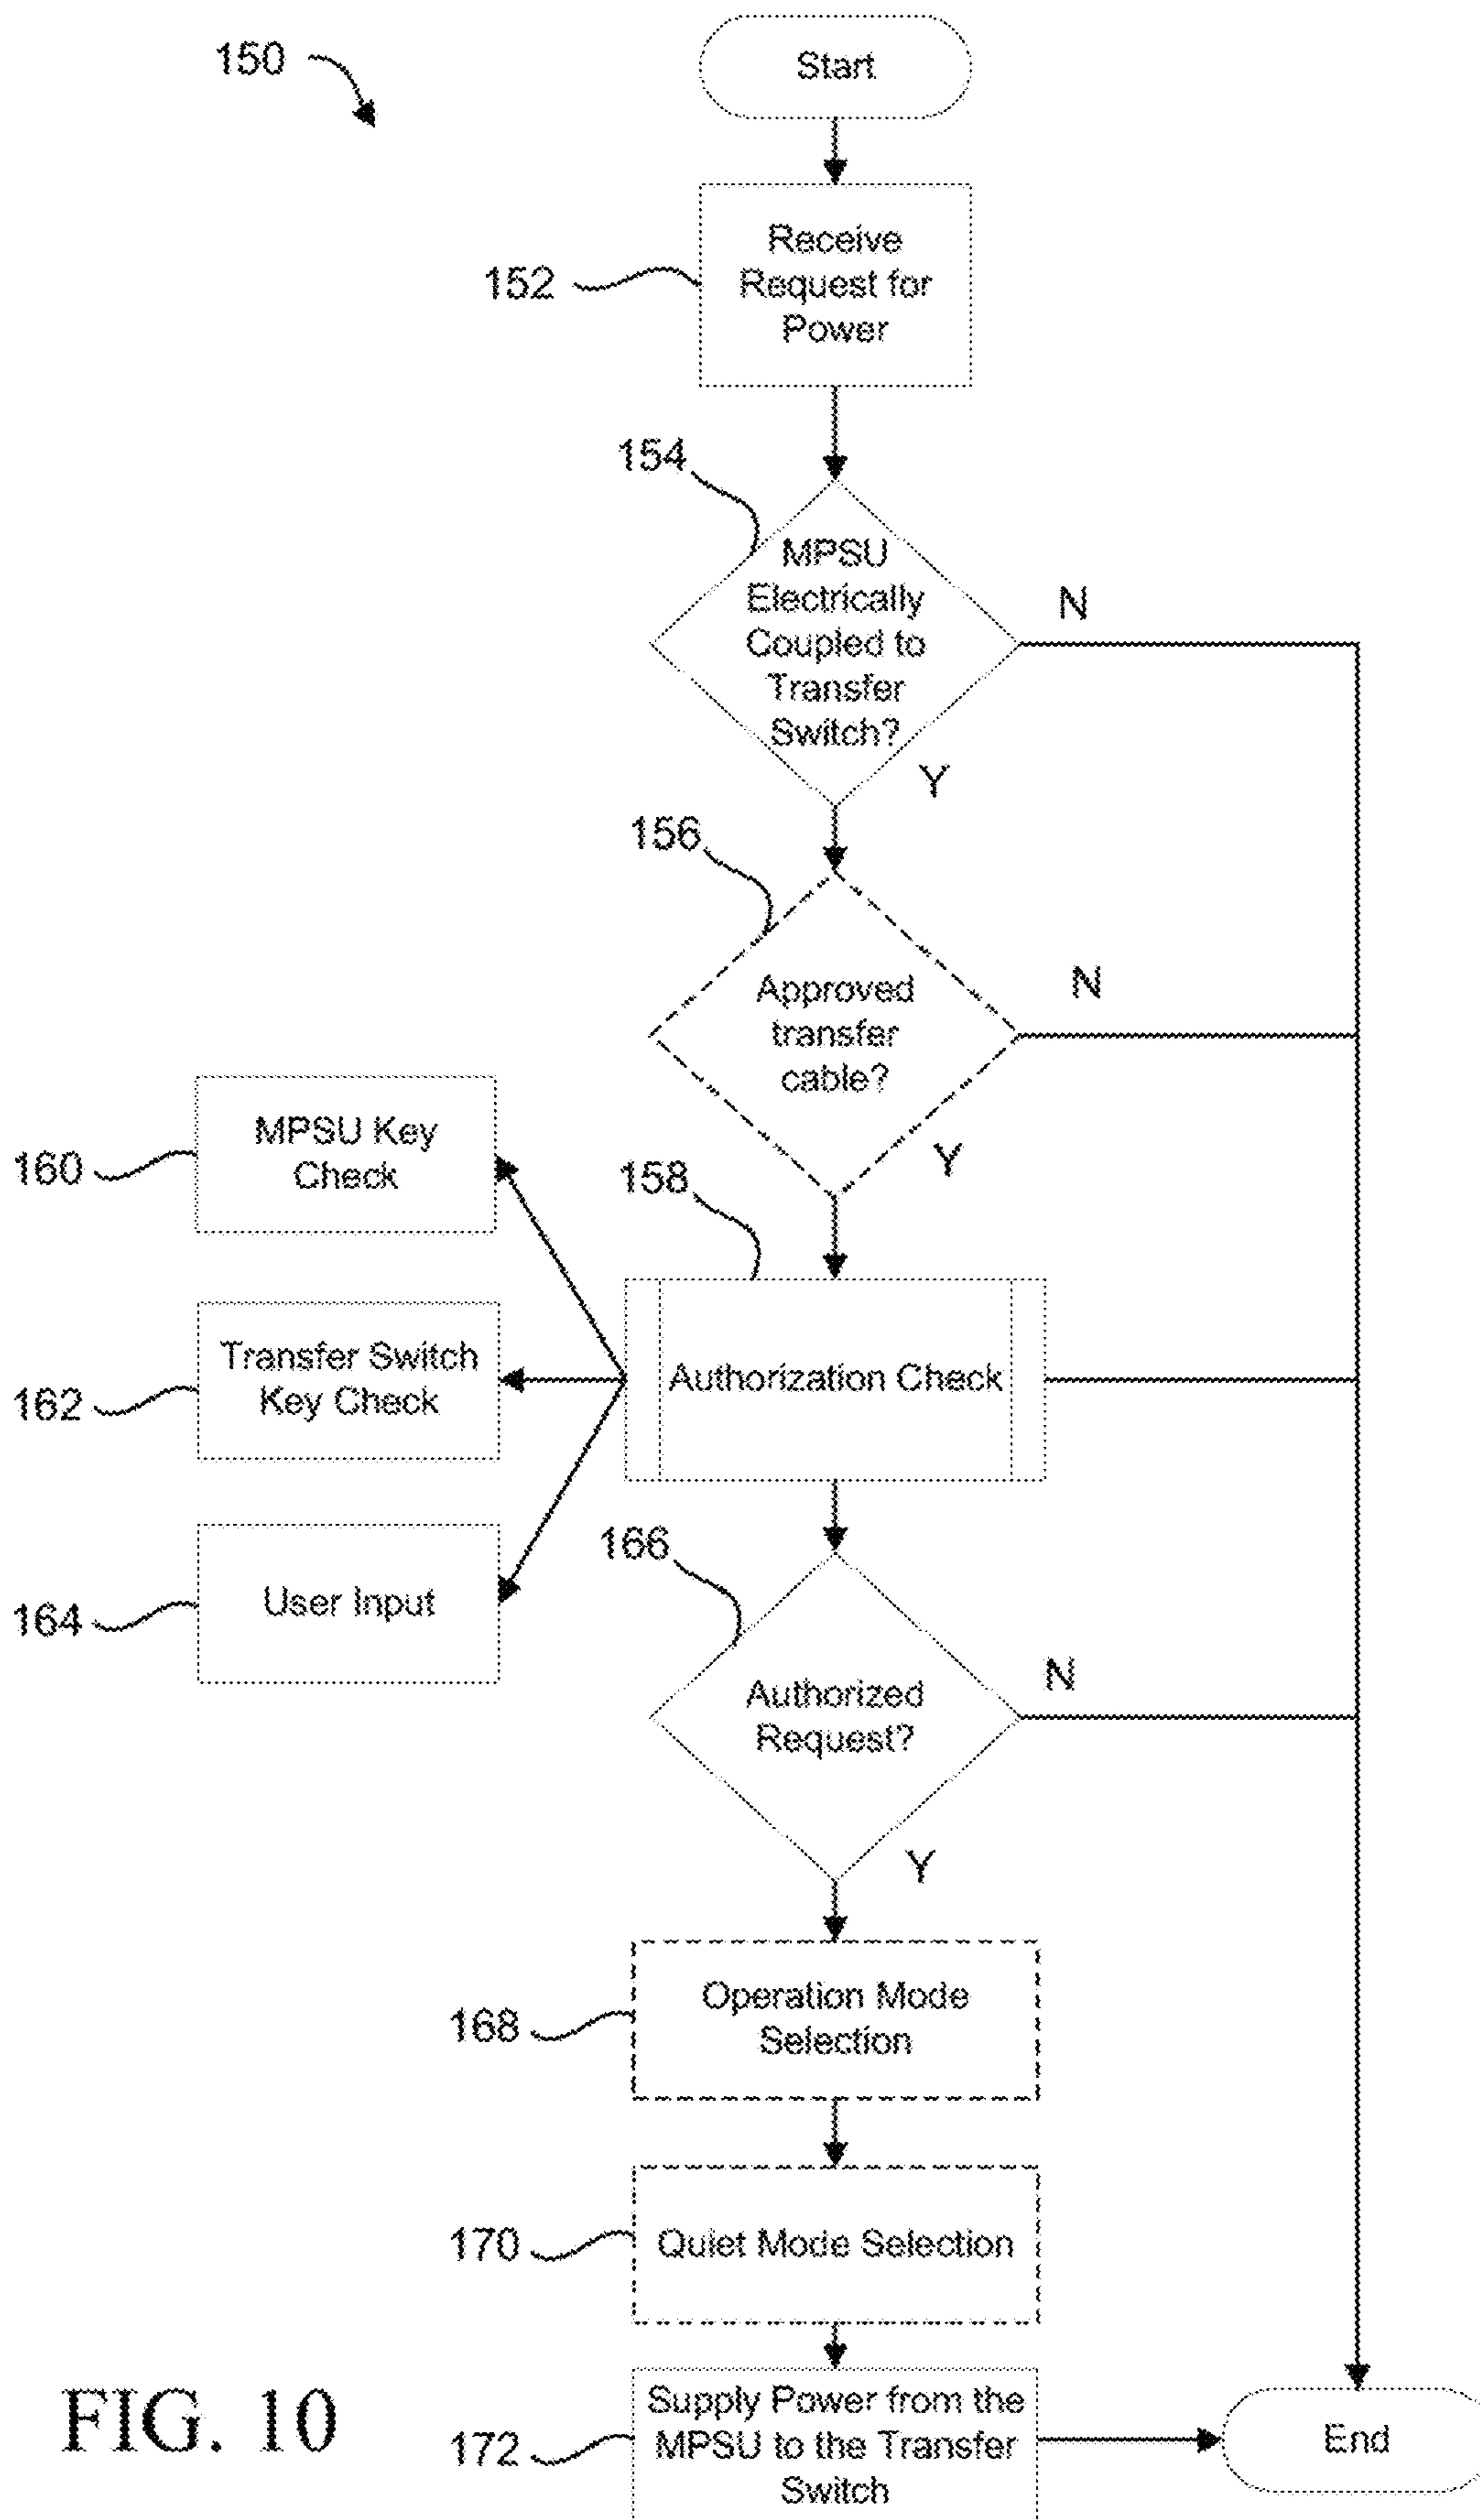 150
Start
152
Receive
Request for
Power
154
MPSU
Electrically
Coupled to
Transfer
Switch?
N
Y
156
Approved
transfer
cable?
N
Y
158
Authorization Check
160
MPSU Key
Check
162
Transfer Switch
Key Check
164
User Input
166
Authorized
Request?
N
Y
168
Operation Mode
Selection
170
Quiet Mode Selection
172
Supply Power from the
MPSU to the Transfer
Switch
End
FIG. 10